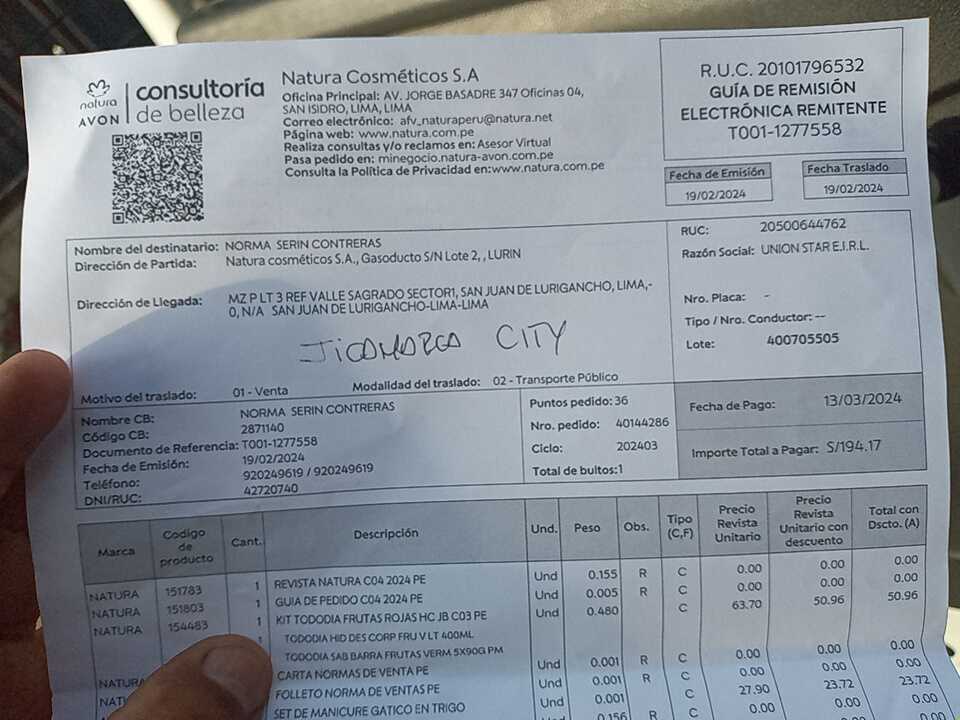 natura
AVON
consultoría
de belleza
Natura Cosméticos S.A
Oficina Principal: AV. JORGE BASADRE 347 Oficinas 04,
SAN ISIDRO, LIMA, LIMA
Correo electrónico: afv_naturaperu@natura.net
Página web: www.natura.com.pe
Realiza consultas y/o reclamos en: Asesor Virtual
Pasa pedido en: minegocio.natura-avon.com.pe
Consulta la Política de Privacidad en:www.natura.com.pe
R.U.C. 20101796532
GUÍA DE REMISIÓN
ELECTRÓNICA REMITENTE
T001-1277558
Fecha de Emisión
19/02/2024
Fecha Traslado
19/02/2024
Nombre del destinatario: NORMA SERIN CONTRERAS
Dirección de Partida: Natura cosméticos S.A., Gasoducto S/N Lote 2, , LURIN
Dirección de Llegada: MZ P LT 3 REF VALLE SAGRADO SECTOR1, SAN JUAN DE LURIGANCHO, LIMA,-
0, N/A SAN JUAN DE LURIGANCHO-LIMA-LIMA
JICAMARCA CITY
Motivo del traslado: 01 - Venta Modalidad del traslado: 02 - Transporte Público
RUC: 20500644762
Razón Social: UNION STAR E.I.R.L.
Nro. Placa: -
Tipo / Nro. Conductor: --
Lote: 400705505
Nombre CB: NORMA SERIN CONTRERAS
Código CB: 2871140
Documento de Referencia: T001-1277558
Fecha de Emisión: 19/02/2024
Teléfono: 920249619 / 920249619
DNI/RUC: 42720740
Puntos pedido: 36
Nro. pedido: 40144286
Ciclo: 202403
Total de bultos:1
Fecha de Pago: 13/03/2024
Importe Total a Pagar: S/194.17
Marca Codigo de producto Cant. Descripción Und. Peso Obs. Tipo (C,F) Precio Revista Unitario Precio Revista Unitario con descuento Total con Dscto. (A)
NATURA 151783 1 REVISTA NATURA C04 2024 PE Und 0.155 R C 0.00 0.00 0.00
NATURA 151803 1 GUIA DE PEDIDO C04 2024 PE Und 0.005 R C 0.00 0.00 0.00
NATURA 154483 1 KIT TODODIA FRUTAS ROJAS HC JB C03 PE Und 0.480 C 63.70 50.96 50.96
1 TODODIA HID DES CORP FRU V LT 400ML
TODODIA SAB BARRA FRUTAS VERM 5X90G PM
NATURA CARTA NORMAS DE VENTA PE Und 0.001 R C 0.00 0.00 0.00
FOLLETO NORMA DE VENTAS PE Und 0.001 R C 0.00 0.00 0.00
SET DE MANICURE GATICO EN TRIGO Und 0.001 C 27.90 23.72 23.72
0.156 R C 0.00 0.00